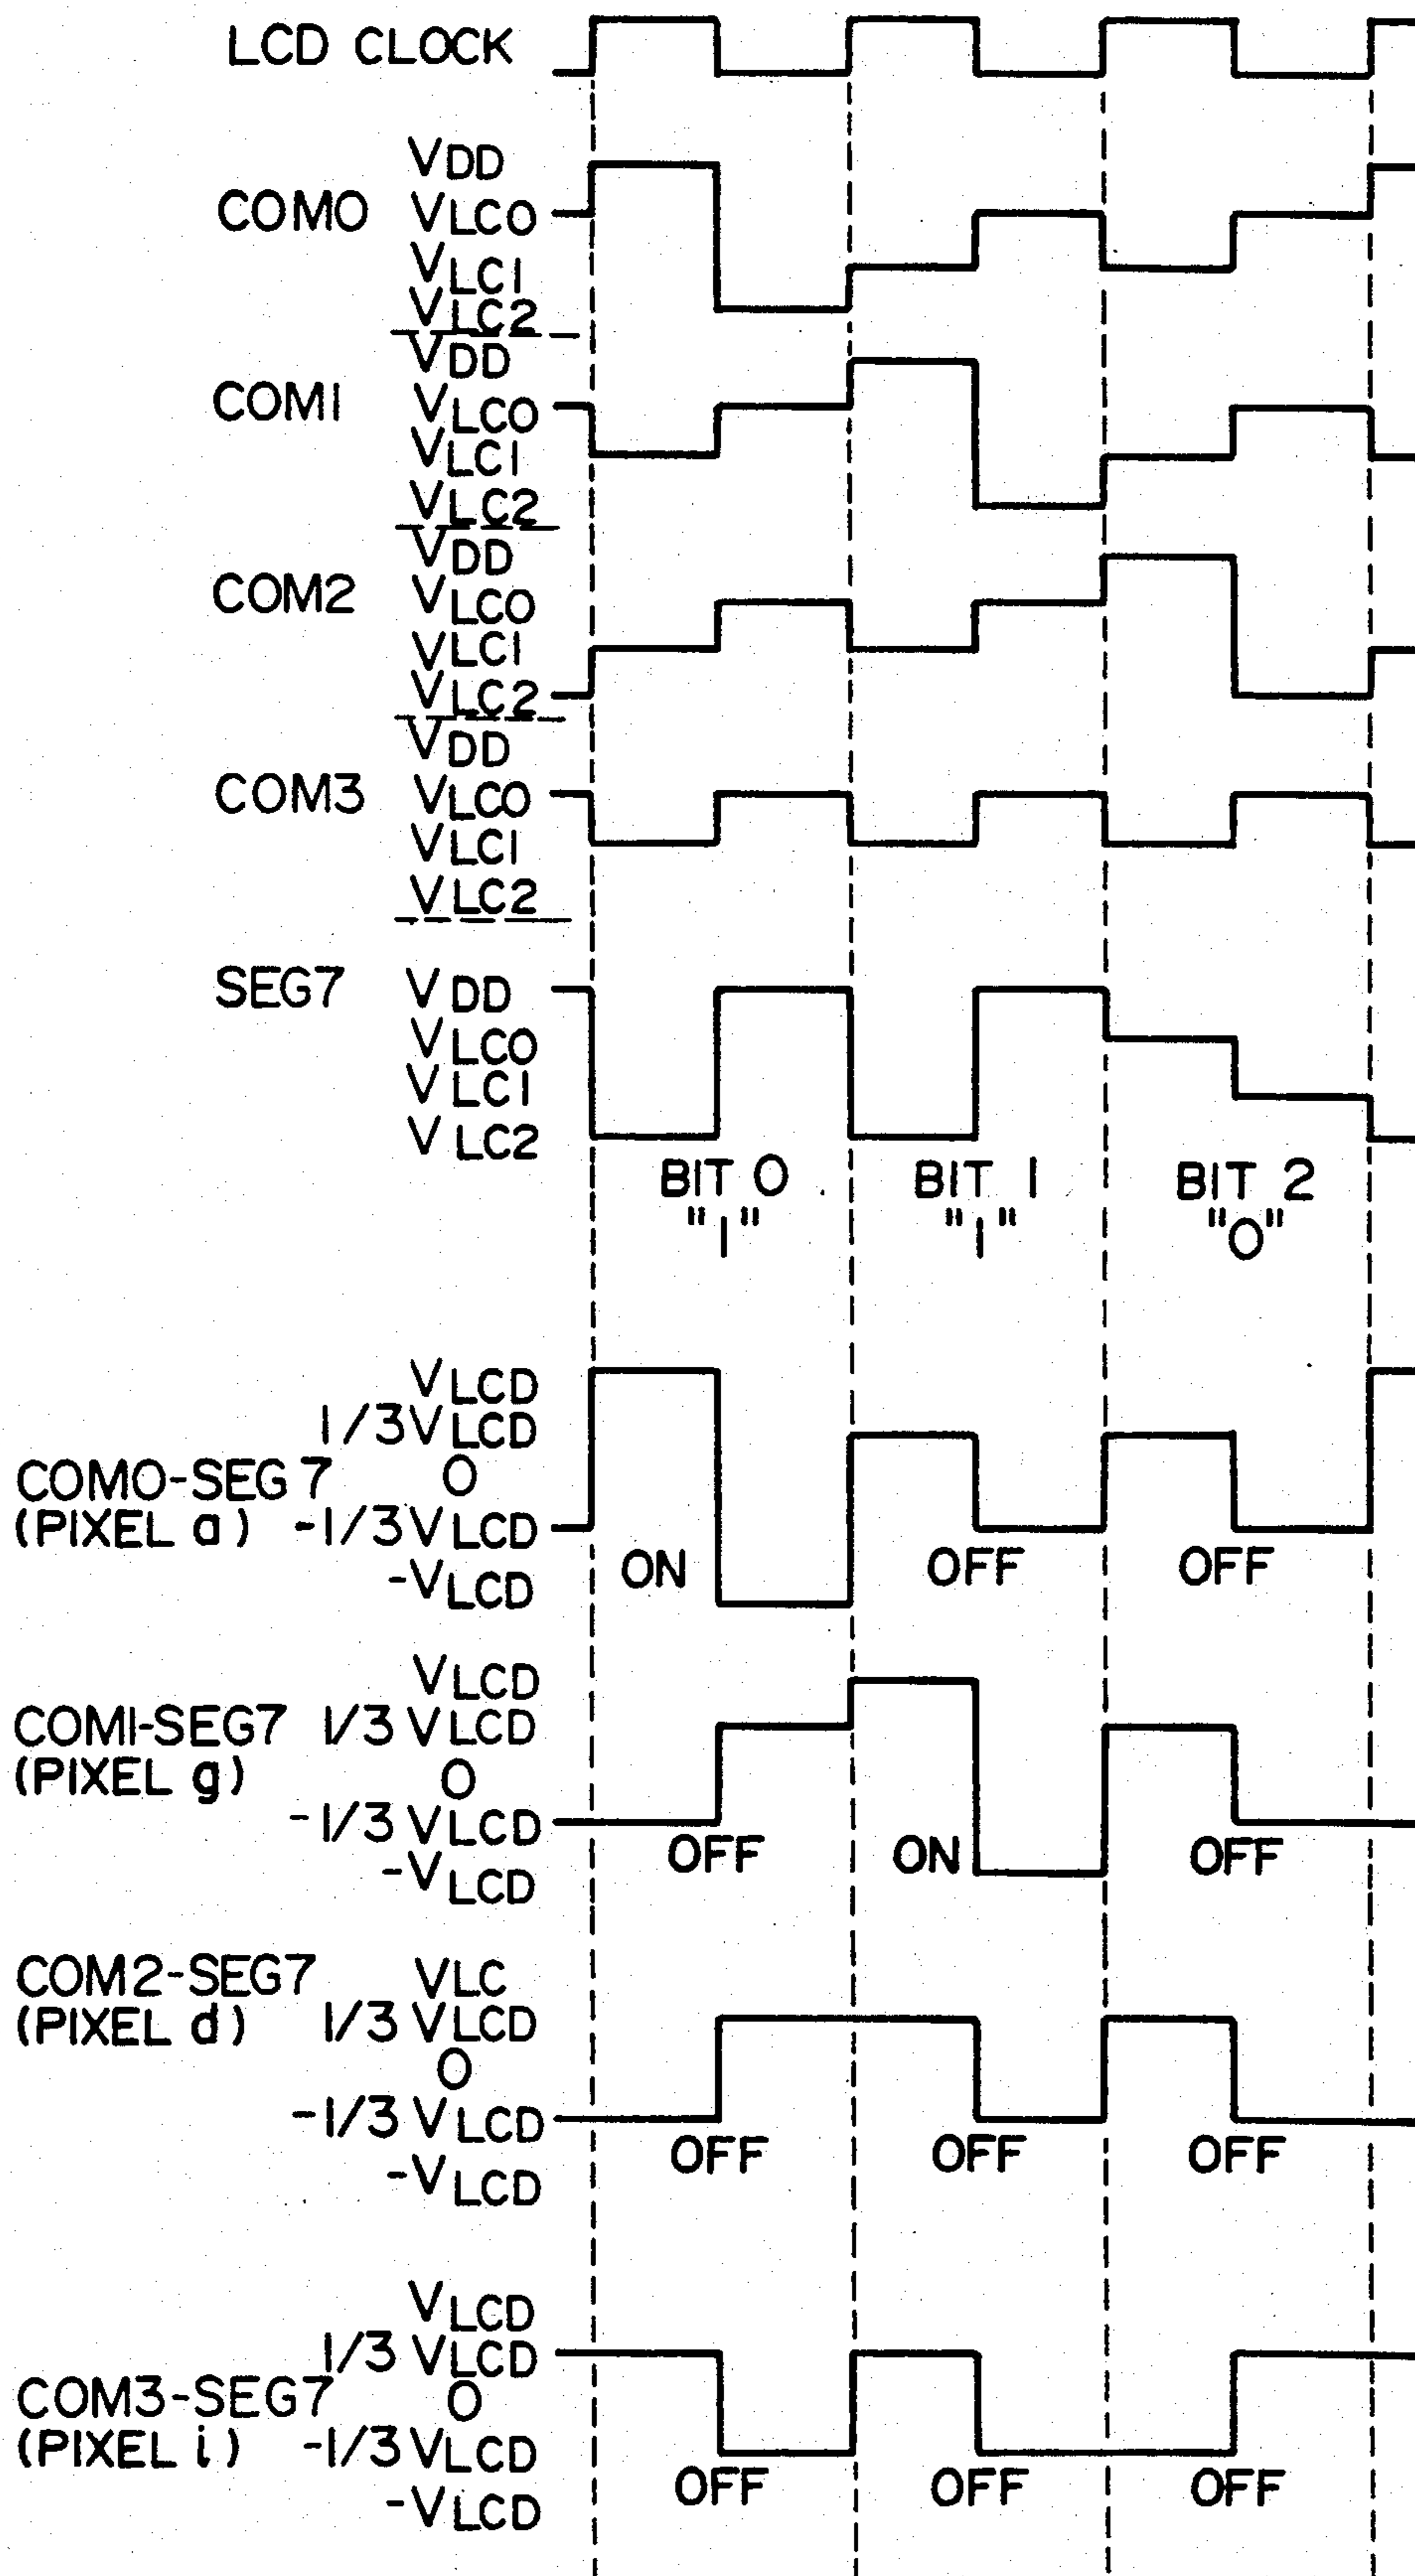 LCD CLOCK
VDD
COM0 VLC0
VLC1
VLC2
VDD
COM1 VLC0
VLC1
VLC2
VDD
COM2 VLC0
VLC1
VLC2
VDD
COM3 VLC0
VLC1
VLC2
SEG7 VDD
VLC0
VLC1
VLC2
BIT 0 BIT 1 BIT 2
"1" "1" "0"
VLCD
1/3VLCD
COM0-SEG 7 0
(PIXEL a) -1/3VLCD
ON OFF OFF
-VLCD
VLCD
COM1-SEG7 1/3 VLCD
(PIXEL g) 0
-1/3 VLCD
OFF ON OFF
-VLCD
COM2-SEG7 VLC
(PIXEL d) 1/3 VLCD
0
-1/3 VLCD
OFF OFF OFF
-VLCD
VLCD
1/3 VLCD
COM3-SEG7 0
(PIXEL i) -1/3VLCD
OFF OFF OFF
-VLCD